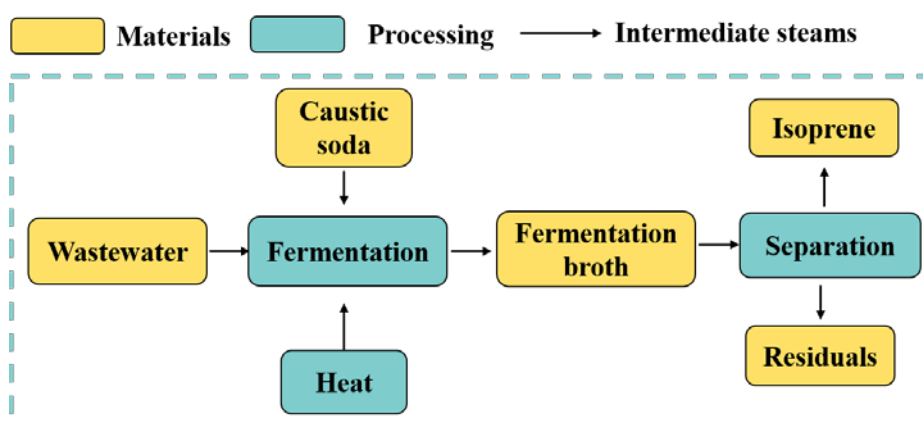 Materials
Processing
Intermediate steams
Caustic
soda
Isoprene
Wastewater
Fermentation
Fermentation
broth
Separation
Heat
Residuals